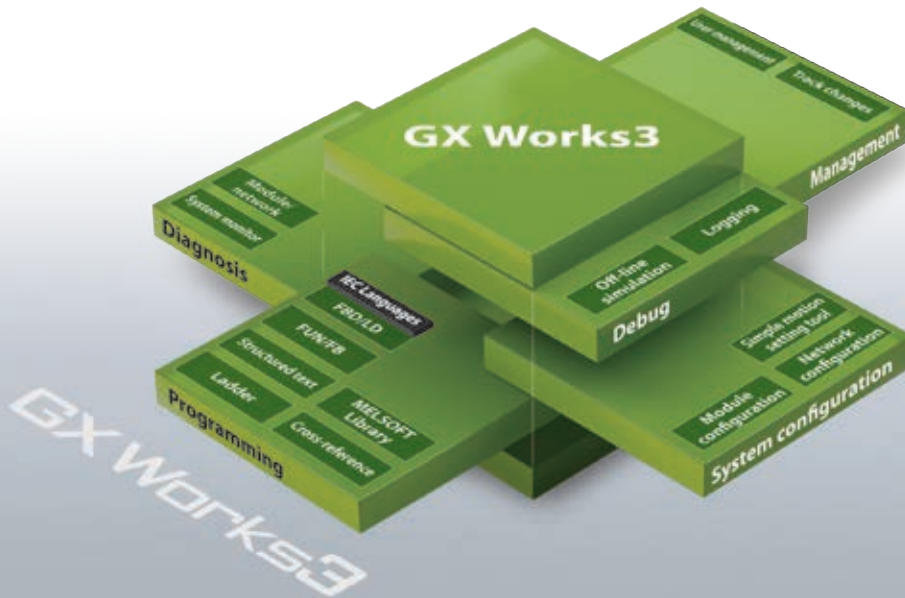 GX Works3
User management
Track changes
Management
Module/
network
System monitor
Diagnosis
Logging
Off-line
simulation
Debug
IEC Languages
FBD/LD
FUN/FB
Structured text
Ladder
MELSOFT
Library
Cross-reference
Programming
Simple motion
setting tool
Network
configuration
Module
configuration
System configuration
GX Works3